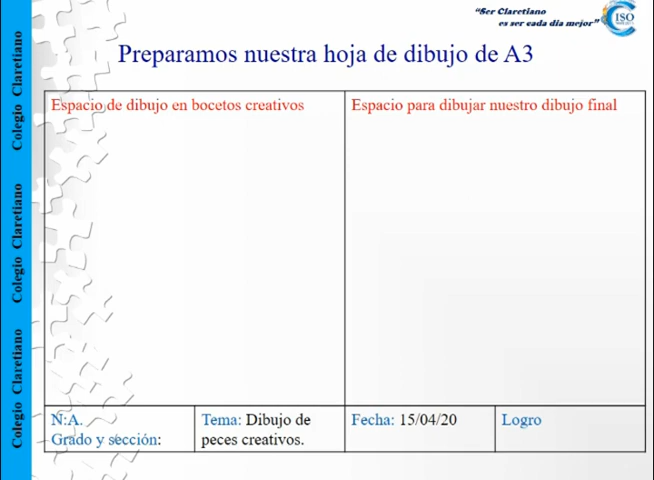 “Ser Claretiano
es ser cada dia mejor”
ISO
Preparamos nuestra hoja de dibujo de A3
Espacio de dibujo en bocetos creativos
Espacio para dibujar nuestro dibujo final
N:A.
Grado y sección:
Tema: Dibujo de
peces creativos.
Fecha: 15/04/20
Logro
Colegio Claretiano
Colegio Claretiano
Colegio Claretiano